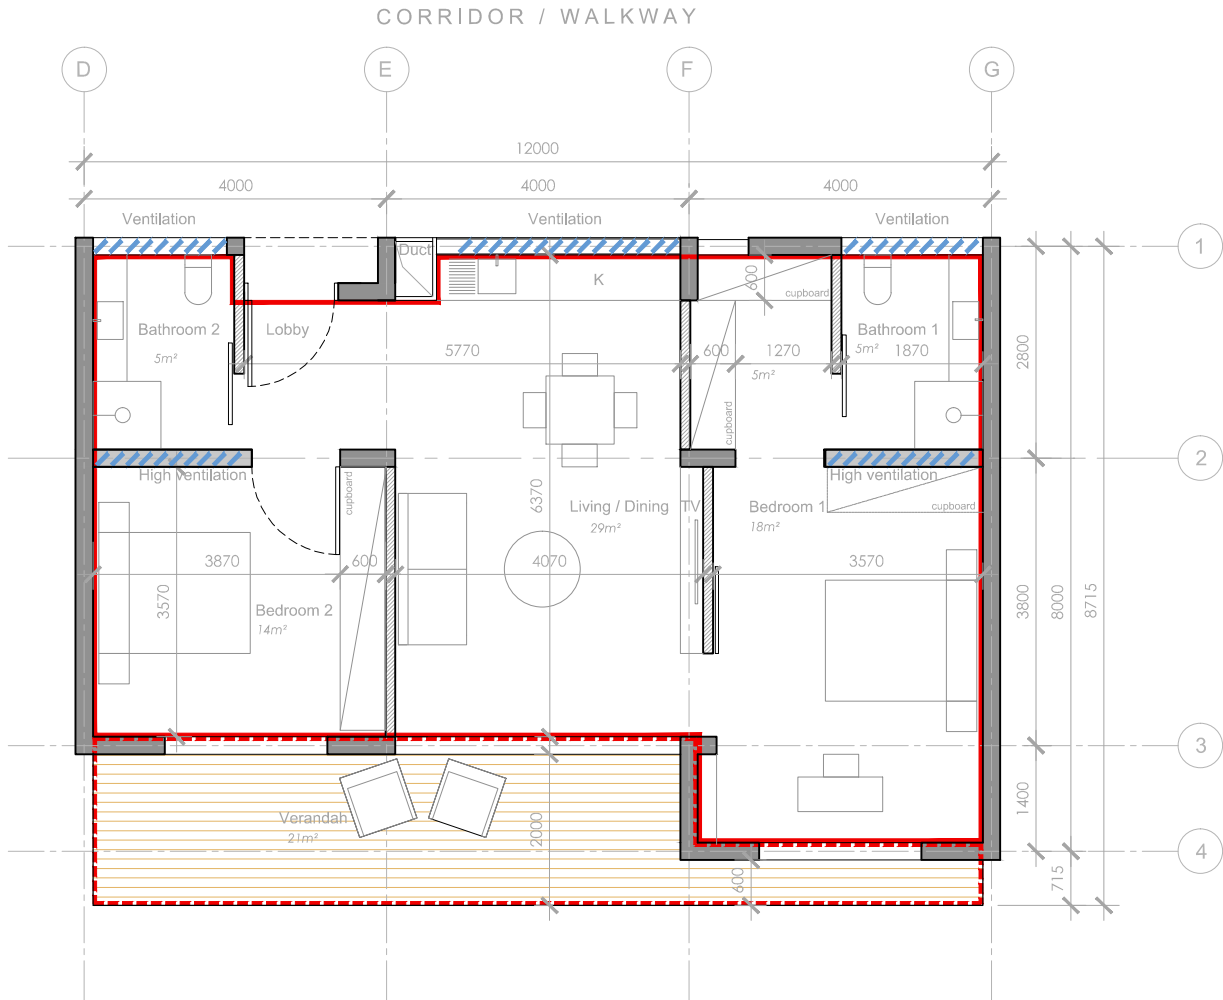 CORRIDOR / WALKWAY
D E F G
12000
4000 4000 4000
Ventilation Ventilation Ventilation
1
Duct
K
600
cupboard
Bathroom 2 Lobby Bathroom 1
5m²
5770 600 1270 5m² 1870
5m²
2800
cupboard
2
High ventilation High ventilation
cupboard
6370
Living / Dining TV Bedroom 1
29m² 18m²
cupboard
3870 600 4070 3570
3570
Bedroom 2
14m²
3800 8000 8715
3
Verandah
21m²
2000
1400
4
600
715